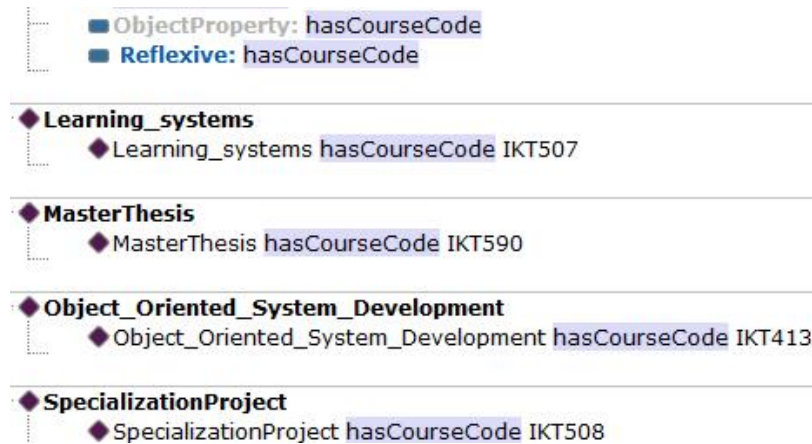 ObjectProperty: hasCourseCode
Reflexive: hasCourseCode
Learning_systems
Learning_systems hasCourseCode IKT507
MasterThesis
MasterThesis hasCourseCode IKT590
Object_Oriented_System_Development
Object_Oriented_System_Development hasCourseCode IKT413
SpecializationProject
SpecializationProject hasCourseCode IKT508